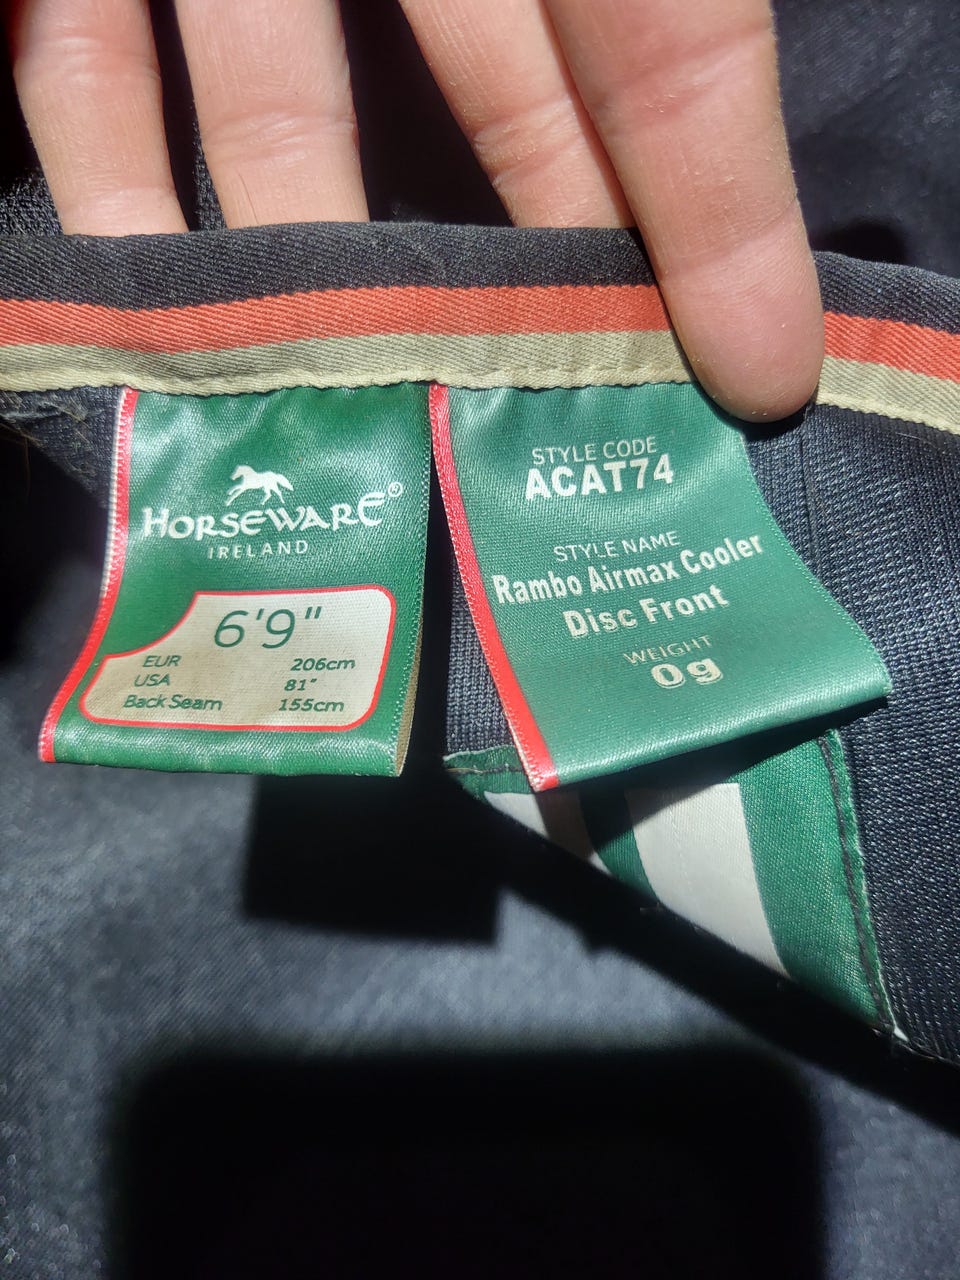 HORSEWARE®
IRELAND
6'9"
EUR 206cm
USA 81"
Back Seam 155cm
STYLE CODE
ACAT74
STYLE NAME
Rambo Airmax Cooler
Disc Front
WEIGHT
0g